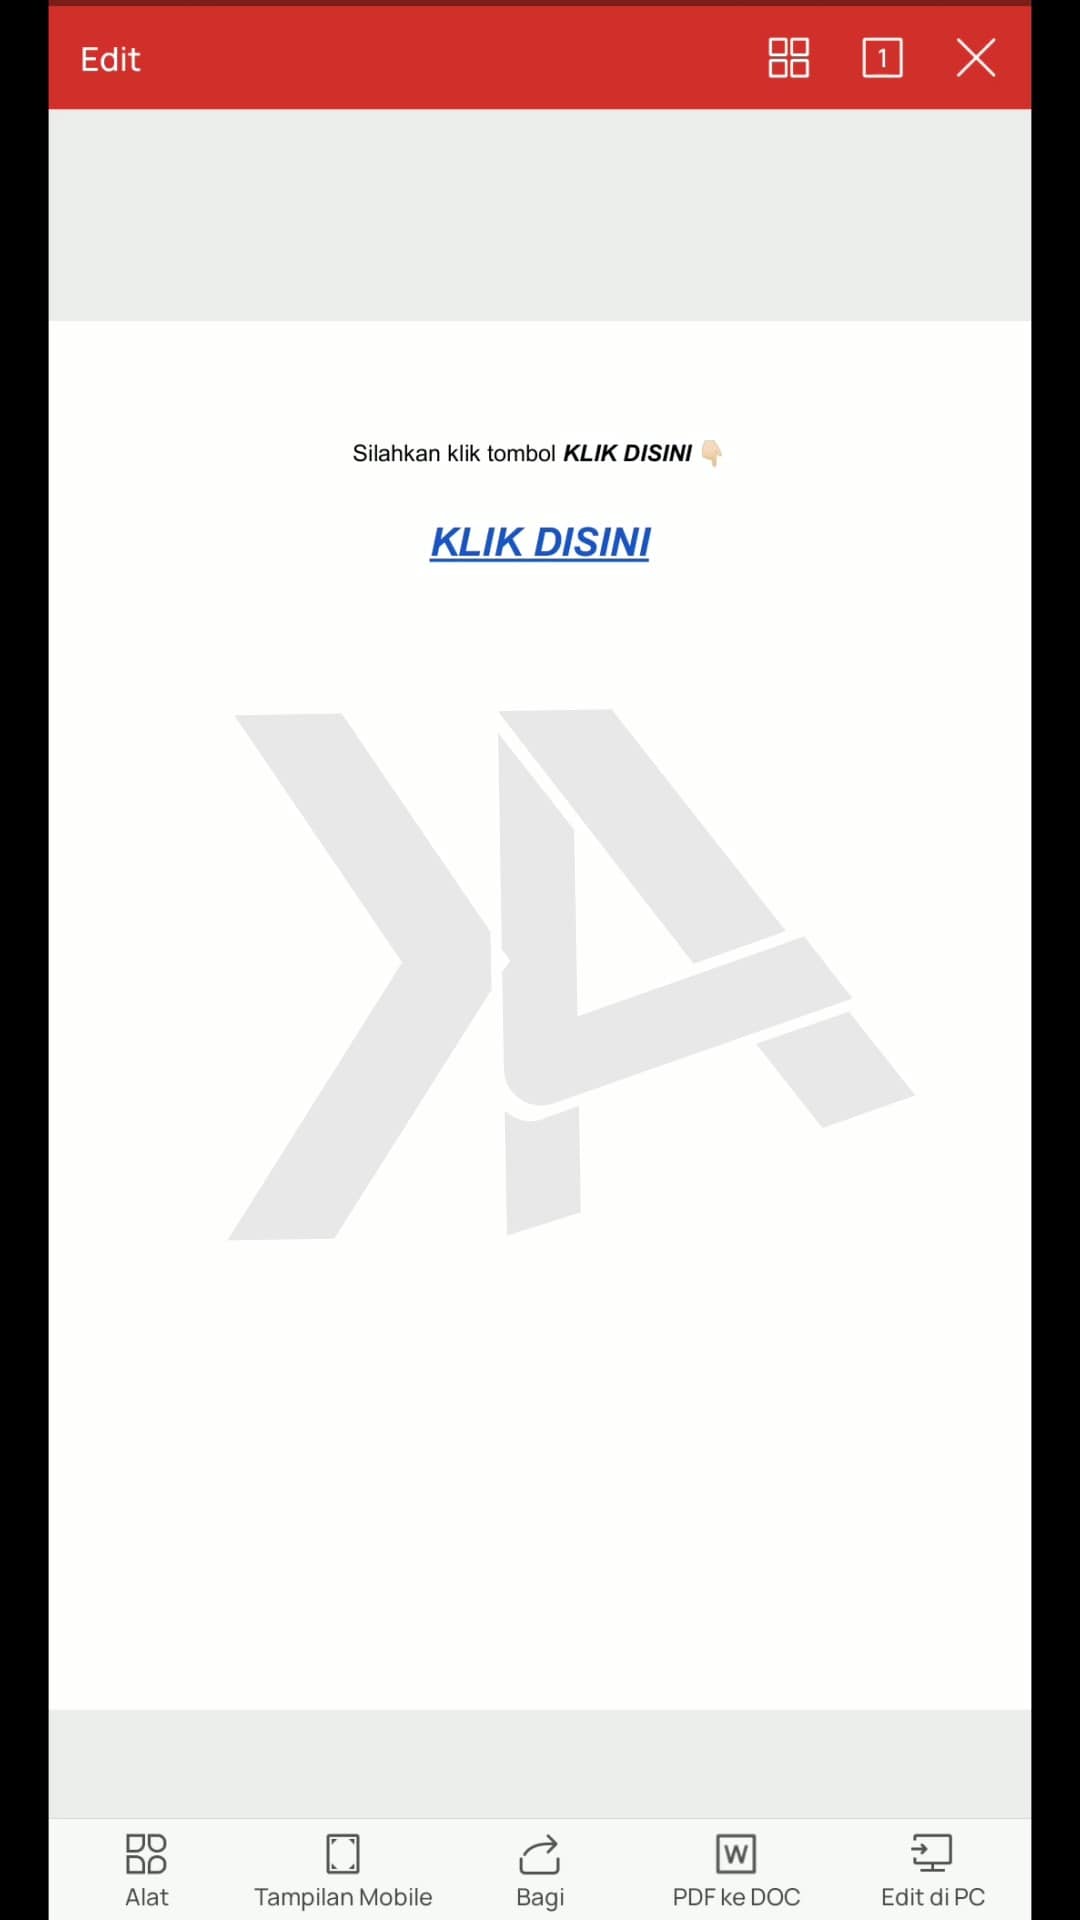 Edit
1
Silahkan klik tombol KLIK DISINI 👇🏻
KLIK DISINI
Alat
Tampilan Mobile
Bagi
W
PDF ke DOC
Edit di PC